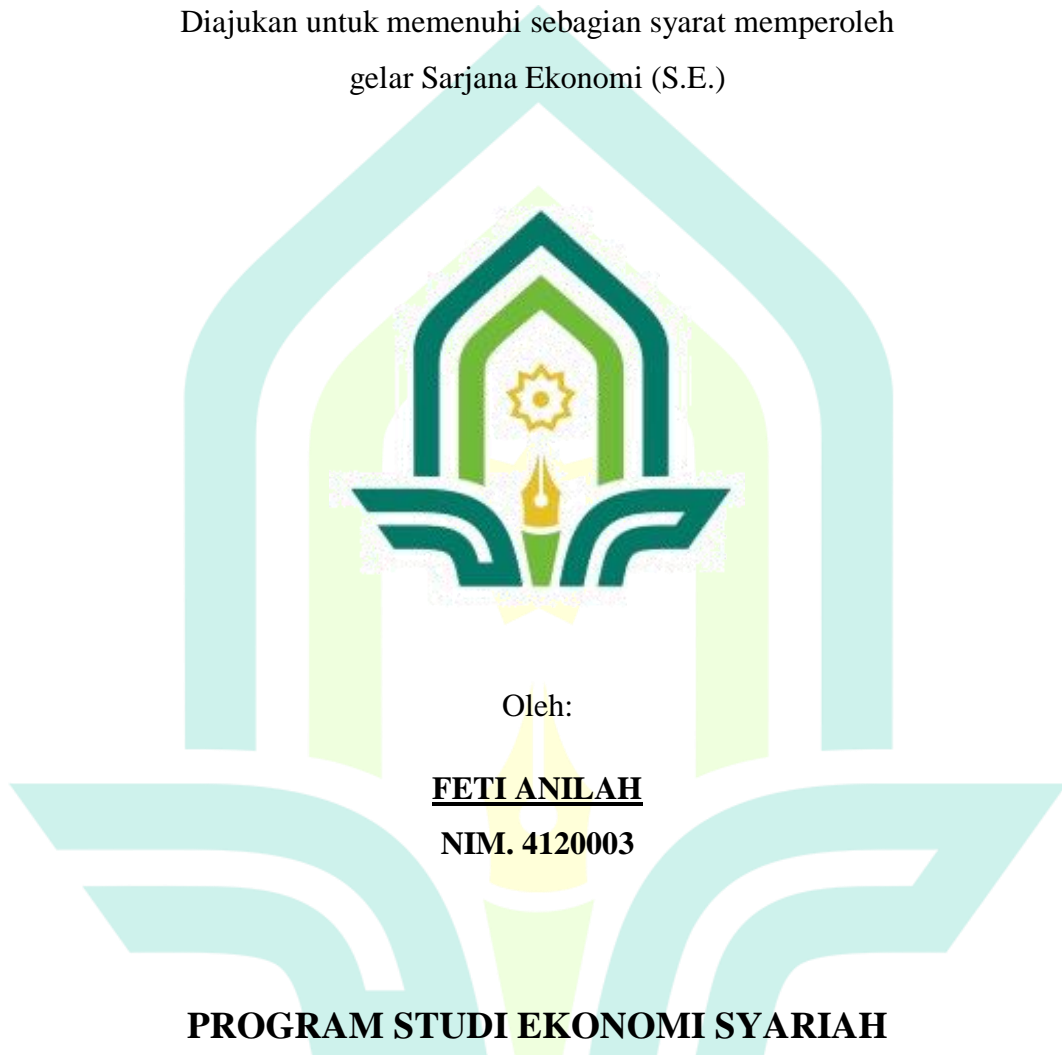 Diajukan untuk memenuhi sebagian syarat memperoleh
gelar Sarjana Ekonomi (S.E.)
Oleh:
FETI ANILAH
NIM. 4120003
PROGRAM STUDI EKONOMI SYARIAH